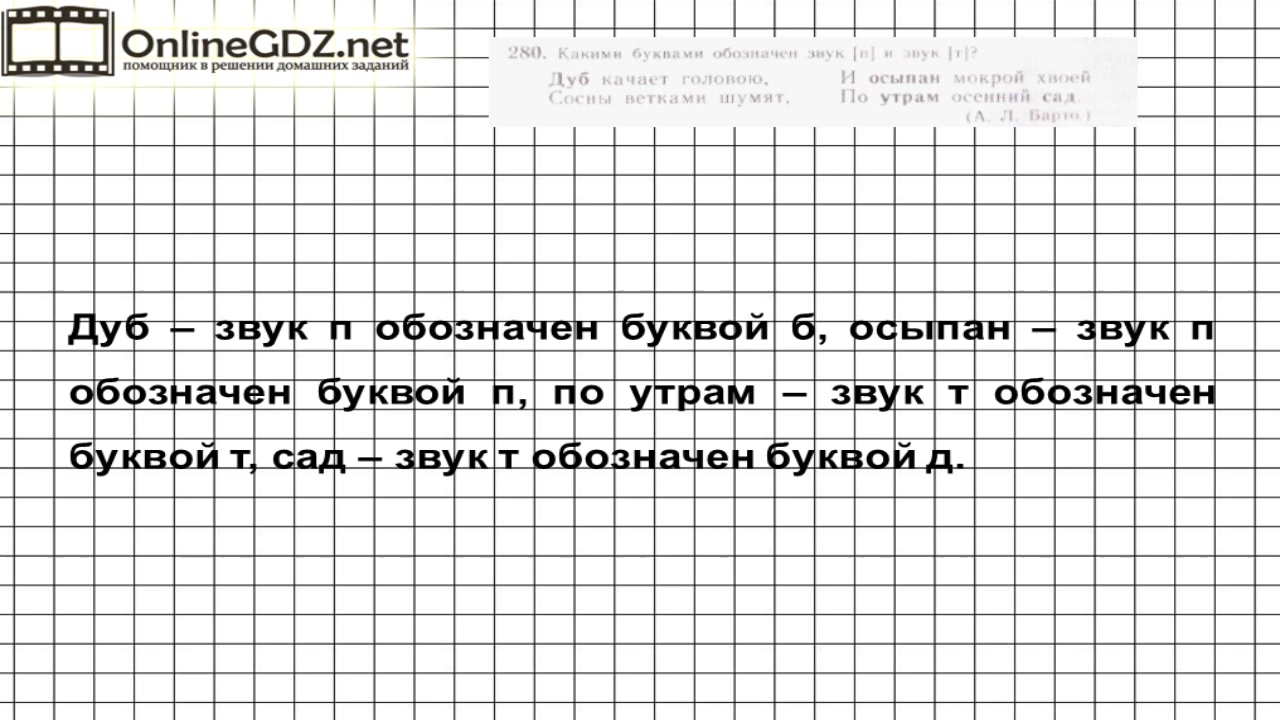 OnlineGDZ.net
помощник в решении домашних заданий
280. Какими буквами обозначен звук [п] и звук [т]?
Дуб качает головою,
Сосны ветками шумят,
И осыпан мокрой хвоей
По утрам осенний сад.
(А. Л. Барто.)
Дуб – звук п обозначен буквой б, осыпан – звук п
обозначен буквой п, по утрам – звук т обозначен
буквой т, сад – звук т обозначен буквой д.